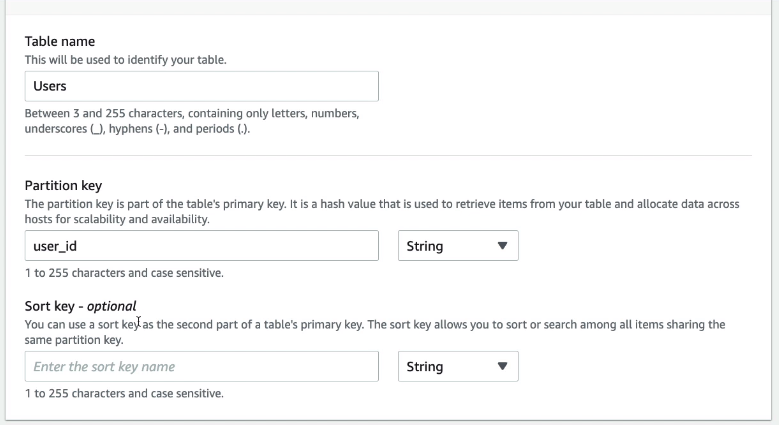 Table name
This will be used to identify your table.
Users
Between 3 and 255 characters, containing only letters, numbers,
underscores (_), hyphens (-), and periods (.).
Partition key
The partition key is part of the table's primary key. It is a hash value that is used to retrieve items from your table and allocate data across
hosts for scalability and availability.
user_id
String
1 to 255 characters and case sensitive.
Sort key - optional
You can use a sort key as the second part of a table's primary key. The sort key allows you to sort or search among all items sharing the
same partition key.
Enter the sort key name
String
1 to 255 characters and case sensitive.